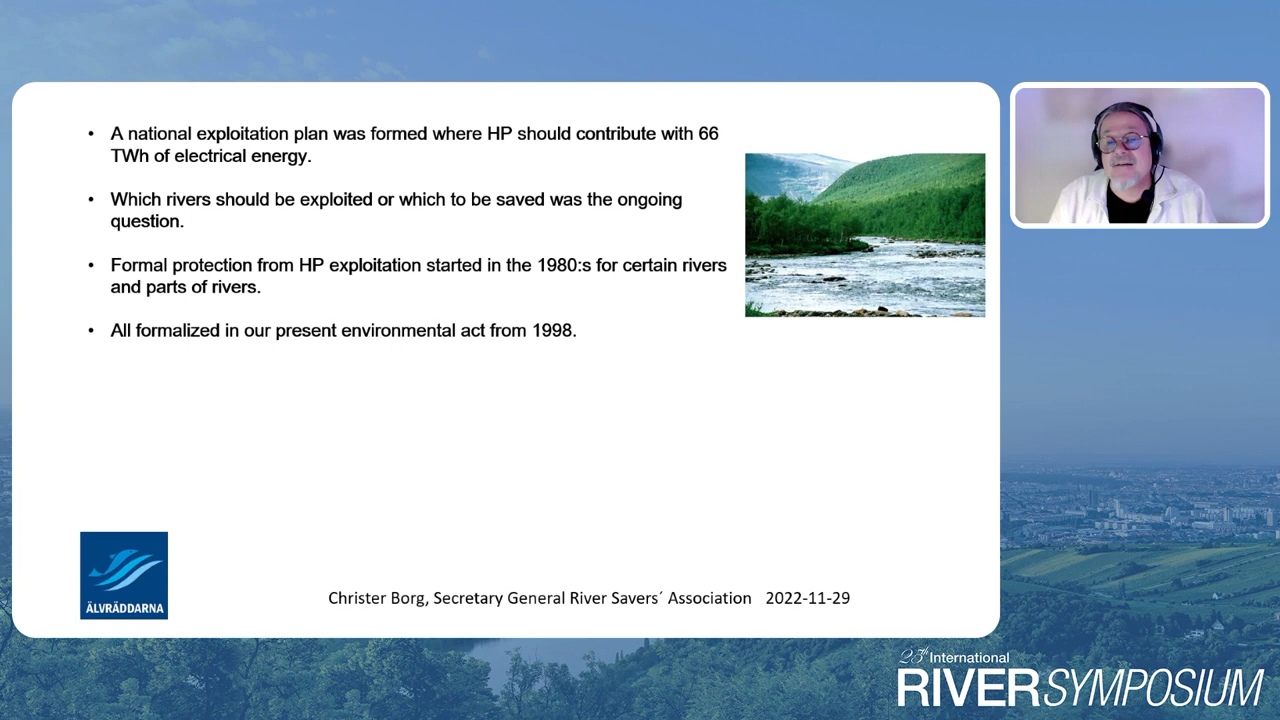 • A national exploitation plan was formed where HP should contribute with 66
TWh of electrical energy.
• Which rivers should be exploited or which to be saved was the ongoing
question.
• Formal protection from HP exploitation started in the 1980:s for certain rivers
and parts of rivers.
• All formalized in our present environmental act from 1998.
ÄLVRÄDDARNA
Christer Borg, Secretary General River Savers´ Association 2022-11-29
25th International
RIVERSYMPOSIUM